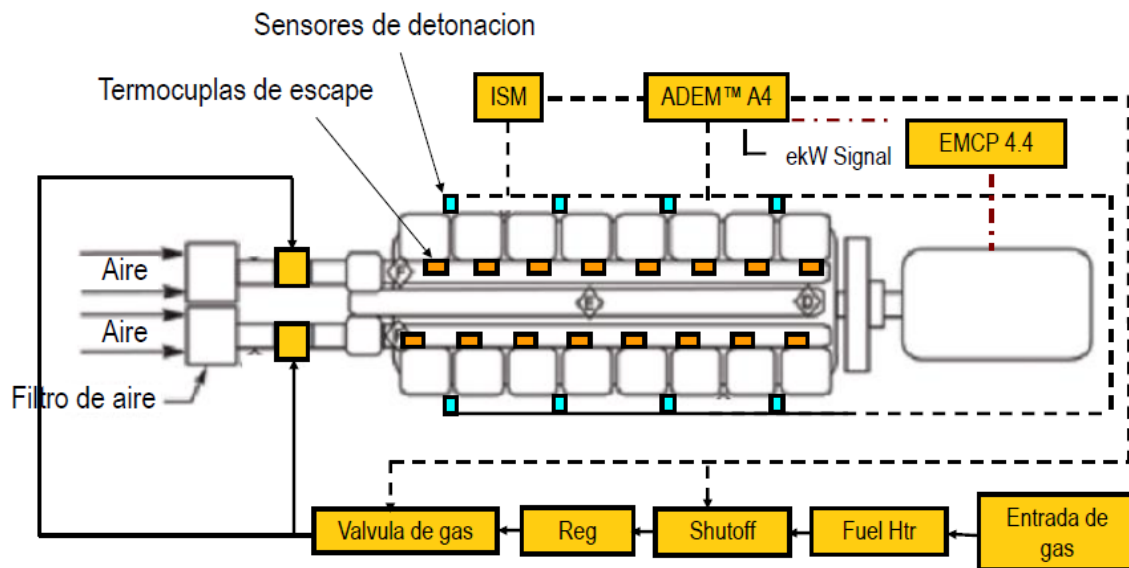 Sensores de detonacion
Termocuplas de escape
ISM
ADEM™ A4
ekW Signal
EMCP 4.4
Aire
Aire
Filtro de aire
F
E
D
Valvula de gas
Reg
Shutoff
Fuel Htr
Entrada de
gas